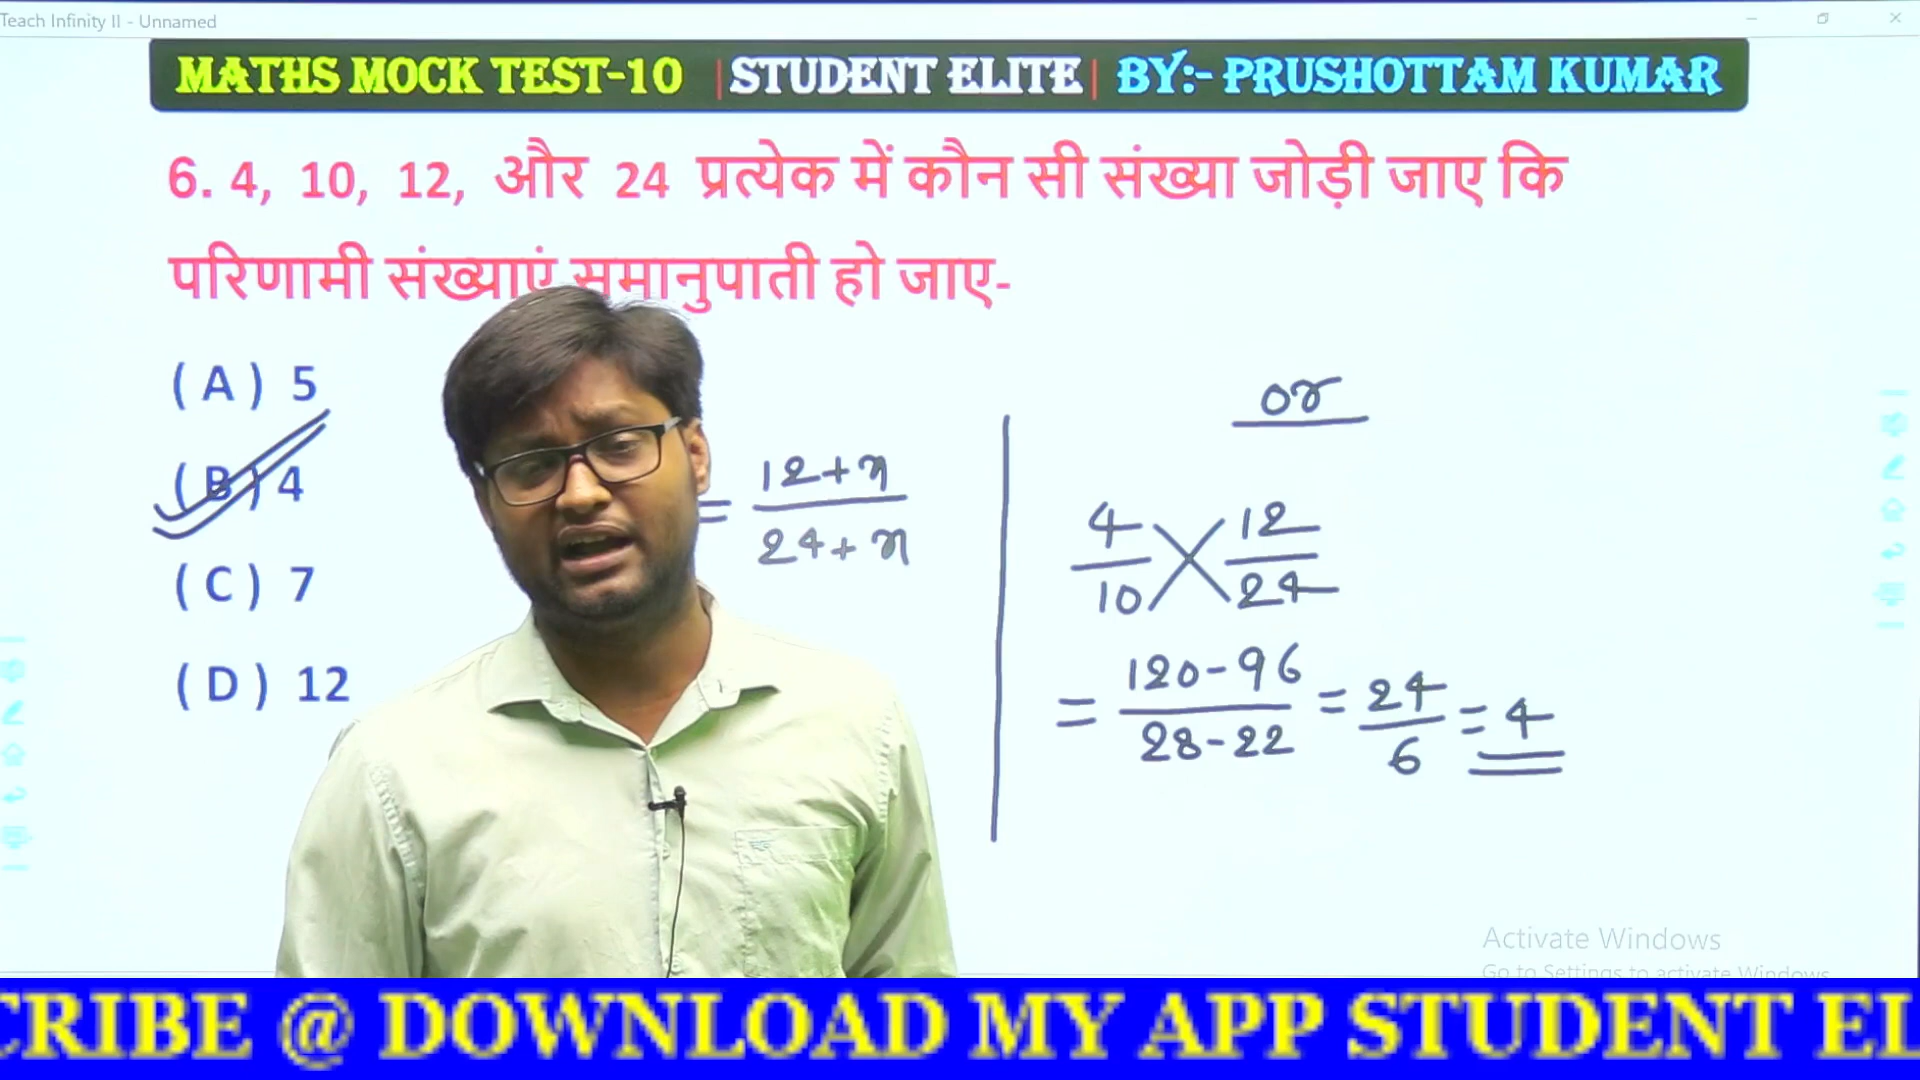 Teach Infinity II - Unnamed
MATHS MOCK TEST-10 | STUDENT ELITE | BY:- PRUSHOTTAM KUMAR
6. 4, 10, 12, और 24 प्रत्येक में कौन सी संख्या जोड़ी जाए कि
परिणामी संख्याएं समानुपाती हो जाए-
( A ) 5
( B ) 4
( C ) 7
( D ) 12
= 12+x
24+x
or
4 12
10 24
= 120-96 = 24 = 4
28-22 6
Activate Windows
Go to Settings to activate Windows.
CRIBE @ DOWNLOAD MY APP STUDENT EL